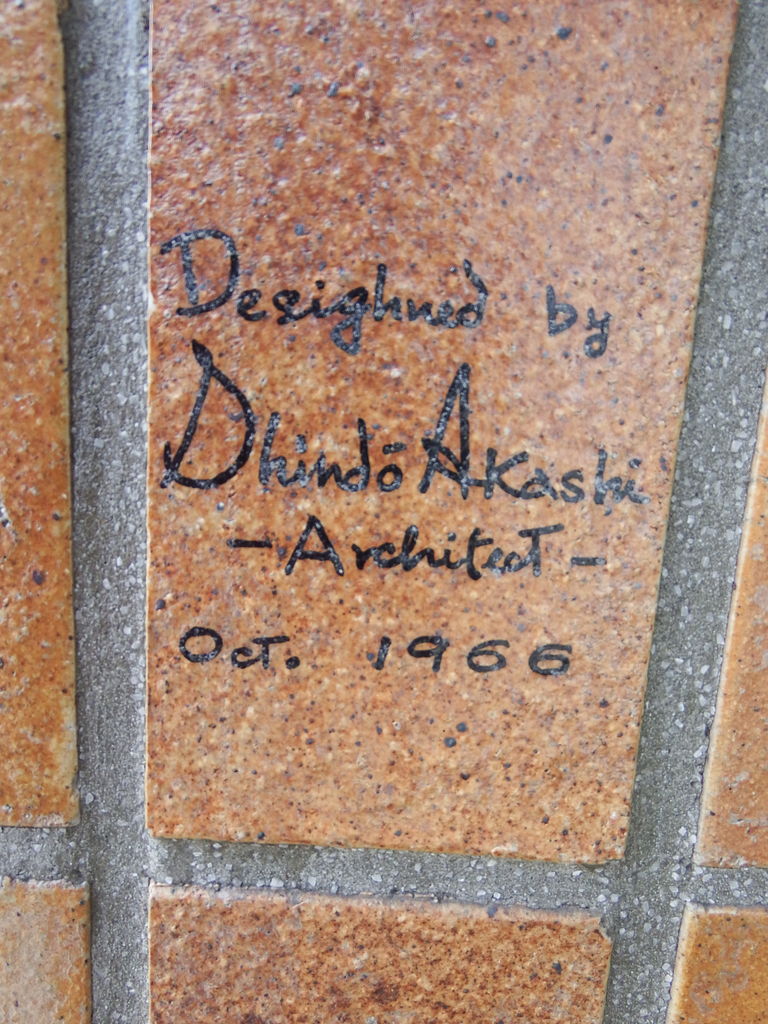 Desighned by
Shindō Akashi
- Architect -
Oct. 1966